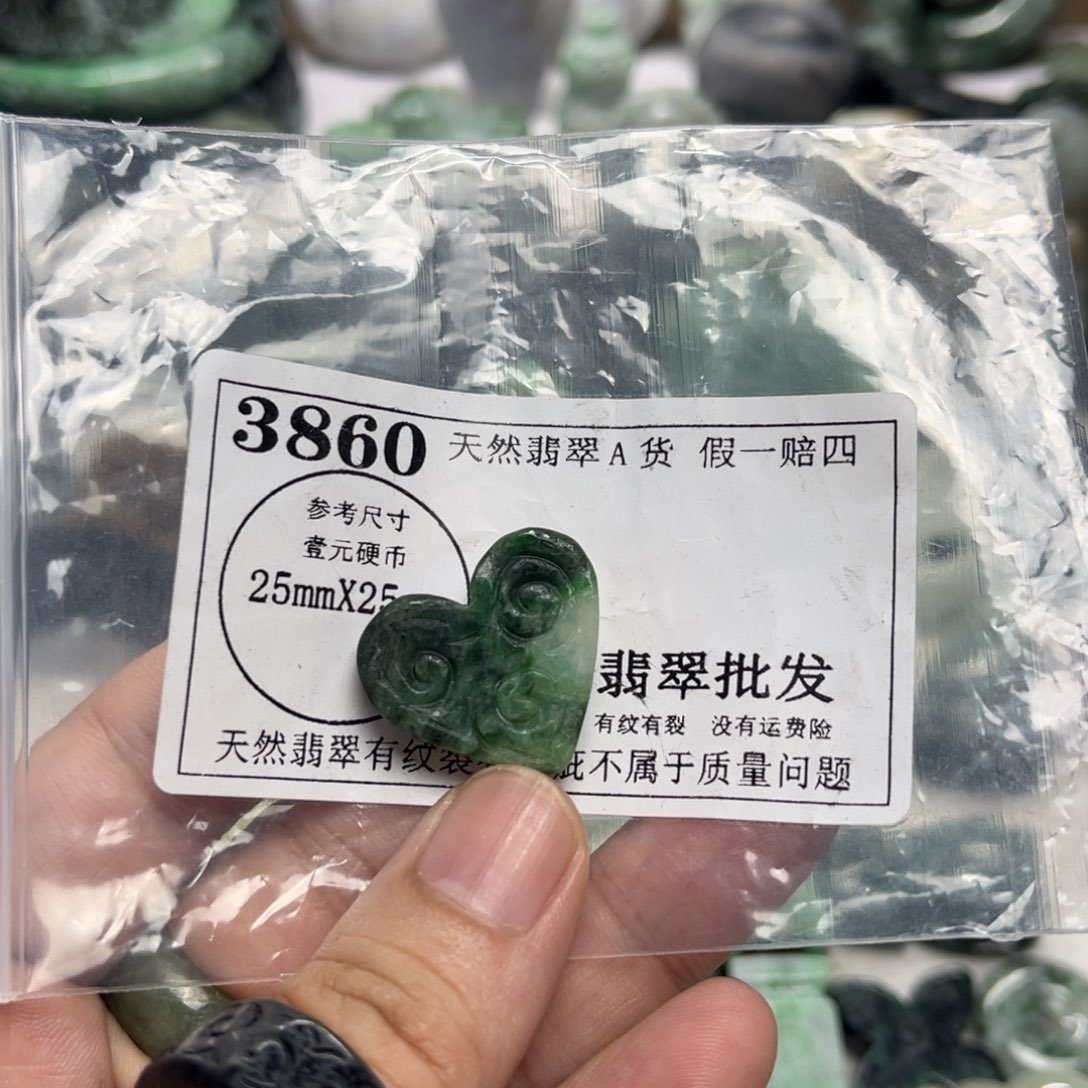 3860 天然翡翠A货 假一赔四
参考尺寸
壹元硬币
25mmX25
翡翠批发
有纹有裂 没有运费险
天然翡翠有纹裂 疵不属于质量问题